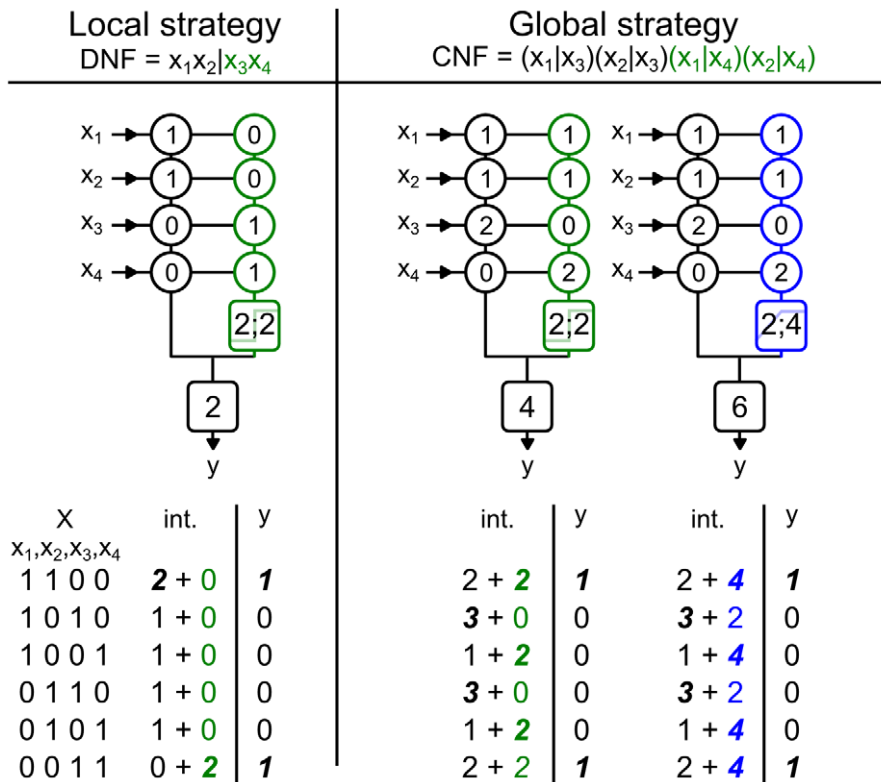 Local strategy Global strategy
DNF = x₁x₂|x₃x₄ CNF = (x₁|x₃)(x₂|x₃)(x₁|x₄)(x₂|x₄)
x₁ 1 0 x₁ 1 1 x₁ 1 1
x₂ 1 0 x₂ 1 1 x₂ 1 1
x₃ 0 1 x₃ 2 0 x₃ 2 0
x₄ 0 1 x₄ 0 2 x₄ 0 2
2;2 2;2 2;4
2 4 6
y y y
X int. y int. y int. y
x₁,x₂,x₃,x₄
1 1 0 0 2 + 0 1 2 + 2 1 2 + 4 1
1 0 1 0 1 + 0 0 3 + 0 0 3 + 2 0
1 0 0 1 1 + 0 0 1 + 2 0 1 + 4 0
0 1 1 0 1 + 0 0 3 + 0 0 3 + 2 0
0 1 0 1 1 + 0 0 1 + 2 0 1 + 4 0
0 0 1 1 0 + 2 1 2 + 2 1 2 + 4 1